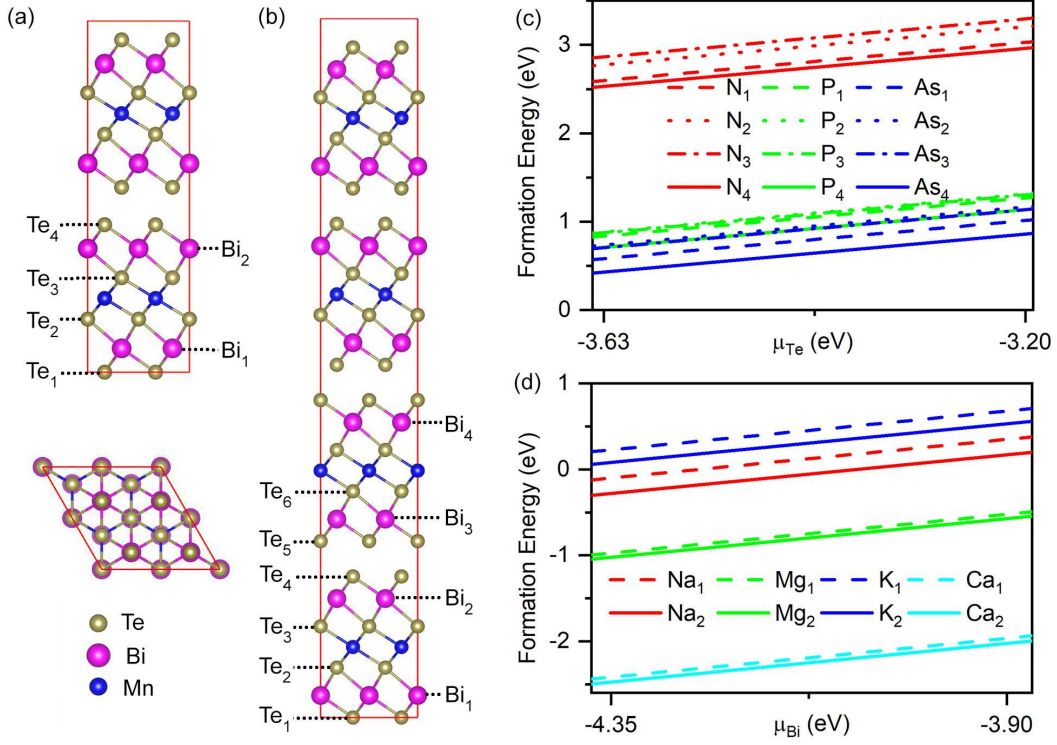 (a)
Te₄
Bi₂
Te₃
Te₂
Bi₁
Te₁
Te
Bi
Mn
(b)
Bi₄
Te₆
Bi₃
Te₅
Te₄
Bi₂
Te₃
Te₂
Bi₁
Te₁
(c)
Formation Energy (eV)
3
2
1
0
N₁ P₁ As₁
N₂ P₂ As₂
N₃ P₃ As₃
N₄ P₄ As₄
-3.63 -3.20
μTe (eV)
(d)
Formation Energy (eV)
1
0
-1
-2
Na₁ Mg₁ K₁ Ca₁
Na₂ Mg₂ K₂ Ca₂
-4.35 -3.90
μBi (eV)